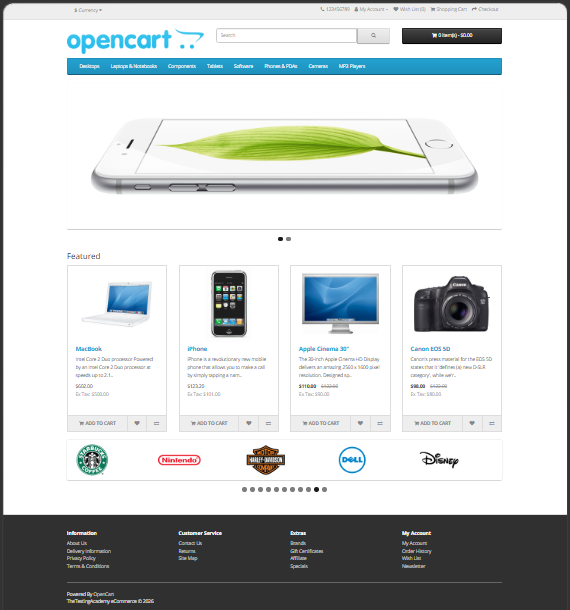 $ Currency
123456789 My Account Wish List (0) Shopping Cart Checkout
opencart
Search
0 item(s) - $0.00
Desktops Laptops & Notebooks Components Tablets Software Phones & PDAs Cameras MP3 Players
Featured
MacBook
Intel Core 2 Duo processor Powered
by an Intel Core 2 Duo processor at
speeds up to 2.1..
$602.00
Ex Tax: $500.00
ADD TO CART
iPhone
iPhone is a revolutionary new mobile
phone that allows you to make a call
by simply tapping a nam..
$123.20
Ex Tax: $101.00
ADD TO CART
Apple Cinema 30"
The 30-inch Apple Cinema HD Display
delivers an amazing 2560 x 1600 pixel
resolution. Designed sp..
$110.00 $122.00
Ex Tax: $90.00
ADD TO CART
Canon EOS 5D
Canon's press material for the EOS 5D
states that it 'defines (a) new D-SLR
category', while we'r..
$98.00 $122.00
Ex Tax: $80.00
ADD TO CART
STARBUCKS COFFEE
Nintendo
MOTOR
HARLEY-DAVIDSON
COMPANY
DELL
Disney
Information
About Us
Delivery Information
Privacy Policy
Terms & Conditions
Customer Service
Contact Us
Returns
Site Map
Extras
Brands
Gift Certificates
Affiliate
Specials
My Account
My Account
Order History
Wish List
Newsletter
Powered By OpenCart
TheTestingAcademy eCommerce © 2026